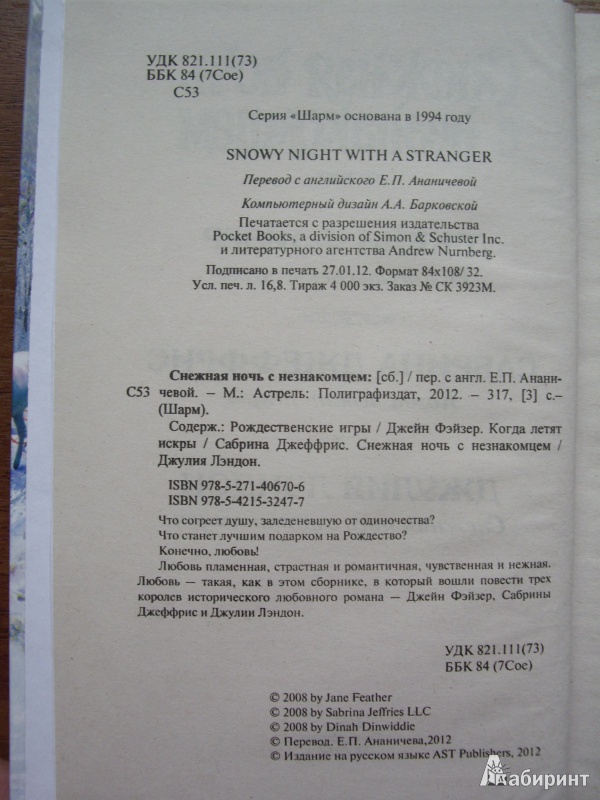 УДК 821.111(73)
ББК 84 (7Сое)
С53
Серия «Шарм» основана в 1994 году
SNOWY NIGHT WITH A STRANGER
Перевод с английского Е.П. Ананичевой
Компьютерный дизайн А.А. Барковской
Печатается с разрешения издательства
Pocket Books, a division of Simon & Schuster Inc.
и литературного агентства Andrew Nurnberg.
Подписано в печать 27.01.12. Формат 84х108/ 32.
Усл. печ. л. 16,8. Тираж 4 000 экз. Заказ № СК 3923М.
Снежная ночь с незнакомцем: [сб.] / пер. с англ. Е.П. Анани-
С53 чевой. – М.: Астрель: Полиграфиздат, 2012. – 317, [3] с.–
(Шарм).
Содерж.: Рождественские игры / Джейн Фэйзер. Когда летят
искры / Сабрина Джеффрис. Снежная ночь с незнакомцем /
Джулия Лэндон.
ISBN 978-5-271-40670-6
ISBN 978-5-4215-3247-7
Что согреет душу, заледеневшую от одиночества?
Что станет лучшим подарком на Рождество?
Конечно, любовь!
Любовь пламенная, страстная и романтичная, чувственная и нежная.
Любовь — такая, как в этом сборнике, в который вошли повести трех
королев исторического любовного романа — Джейн Фэйзер, Сабрины
Джеффрис и Джулии Лэндон.
УДК 821.111(73)
ББК 84 (7Сое)
© 2008 by Jane Feather
© 2008 by Sabrina Jeffries LLC
© 2008 by Dinah Dinwiddie
© Перевод. Е.П. Ананичева,2012
© Издание на русском языке AST Publishers, 2012
Лабиринт